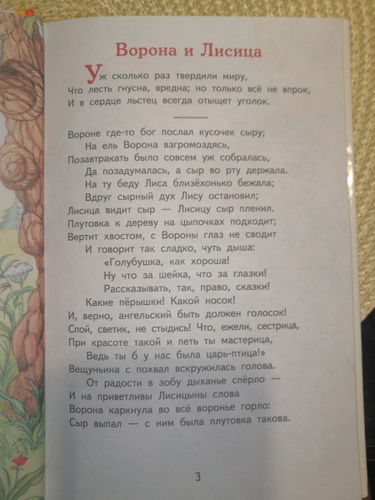 Ворона и Лисица
Уж сколько раз твердили миру,
Что лесть гнусна, вредна; но только всё не впрок,
И в сердце льстец всегда отыщет уголок.
Вороне где-то бог послал кусочек сыру;
На ель Ворона взгромоздясь,
Позавтракать было совсем уж собралась,
Да позадумалась, а сыр во рту держала.
На ту беду Лиса близёхонько бежала;
Вдруг сырный дух Лису остановил;
Лисица видит сыр — Лисицу сыр пленил.
Плутовка к дереву на цыпочках подходит;
Вертит хвостом, с Вороны глаз не сводит
И говорит так сладко, чуть дыша:
«Голубушка, как хороша!
Ну что за шейка, что за глазки!
Рассказывать, так, право, сказки!
Какие пёрышки! Какой носок!
И, верно, ангельский быть должен голосок!
Спой, светик, не стыдись! Что, ежели, сестрица,
При красоте такой и петь ты мастерица,
Ведь ты б у нас была царь-птица!»
Вещуньина с похвал вскружилась голова.
От радости в зобу дыханье спёрло —
И на приветливы Лисицыны слова
Ворона каркнула во всё воронье горло:
Сыр выпал — с ним была плутовка такова.
3